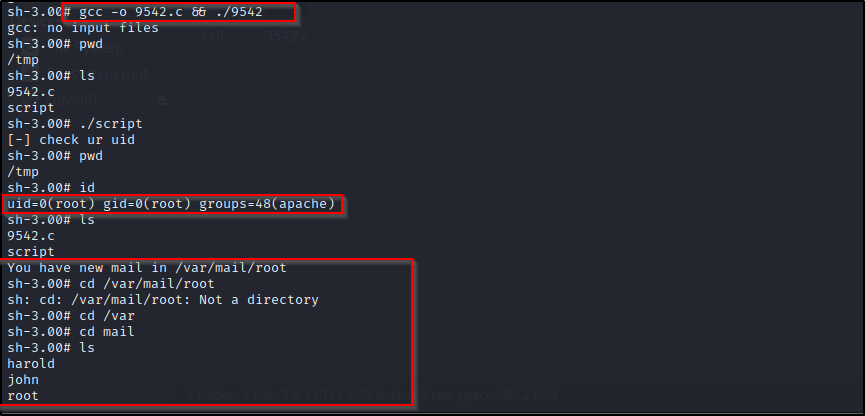 sh-3.00# gcc -o 9542.c && ./9542
gcc: no input files
sh-3.00# pwd
/tmp
sh-3.00# ls
9542.c
script
sh-3.00# ./script
[-] check ur uid
sh-3.00# pwd
/tmp
sh-3.00# id
uid=0(root) gid=0(root) groups=48(apache)
sh-3.00# ls
9542.c
script
You have new mail in /var/mail/root
sh-3.00# cd /var/mail/root
sh: cd: /var/mail/root: Not a directory
sh-3.00# cd /var
sh-3.00# cd mail
sh-3.00# ls
harold
john
root